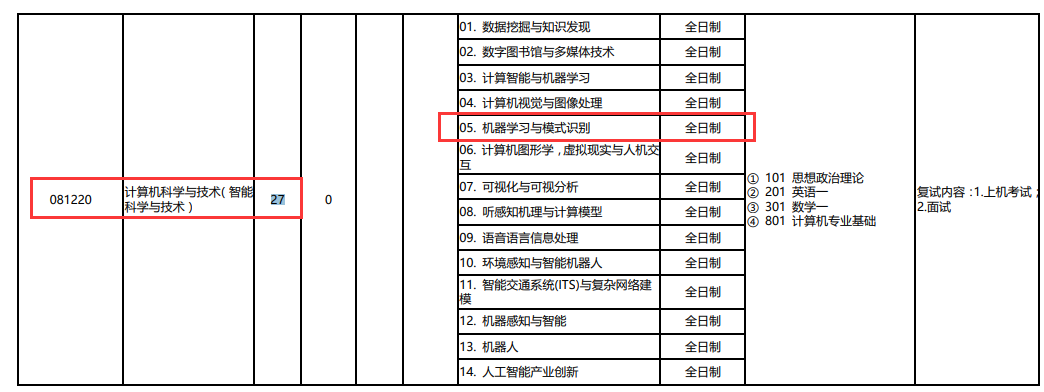 01. 数据挖掘与知识发现 全日制
02. 数字图书馆与多媒体技术 全日制
03. 计算智能与机器学习 全日制
04. 计算机视觉与图像处理 全日制
05. 机器学习与模式识别 全日制
06. 计算机图形学，虚拟现实与人机交
互 全日制
07. 可视化与可视分析 全日制
08. 听感知机理与计算模型 全日制
09. 语音语言信息处理 全日制
10. 环境感知与智能机器人 全日制
11. 智能交通系统(ITS)与复杂网络建
模 全日制
12. 机器感知与智能 全日制
13. 机器人 全日制
14. 人工智能产业创新 全日制
081220
计算机科学与技术（智能
科学与技术）
27
0
① 101 思想政治理论
② 201 英语一
③ 301 数学一
④ 801 计算机专业基础
复试内容：1.上机考试；
2.面试